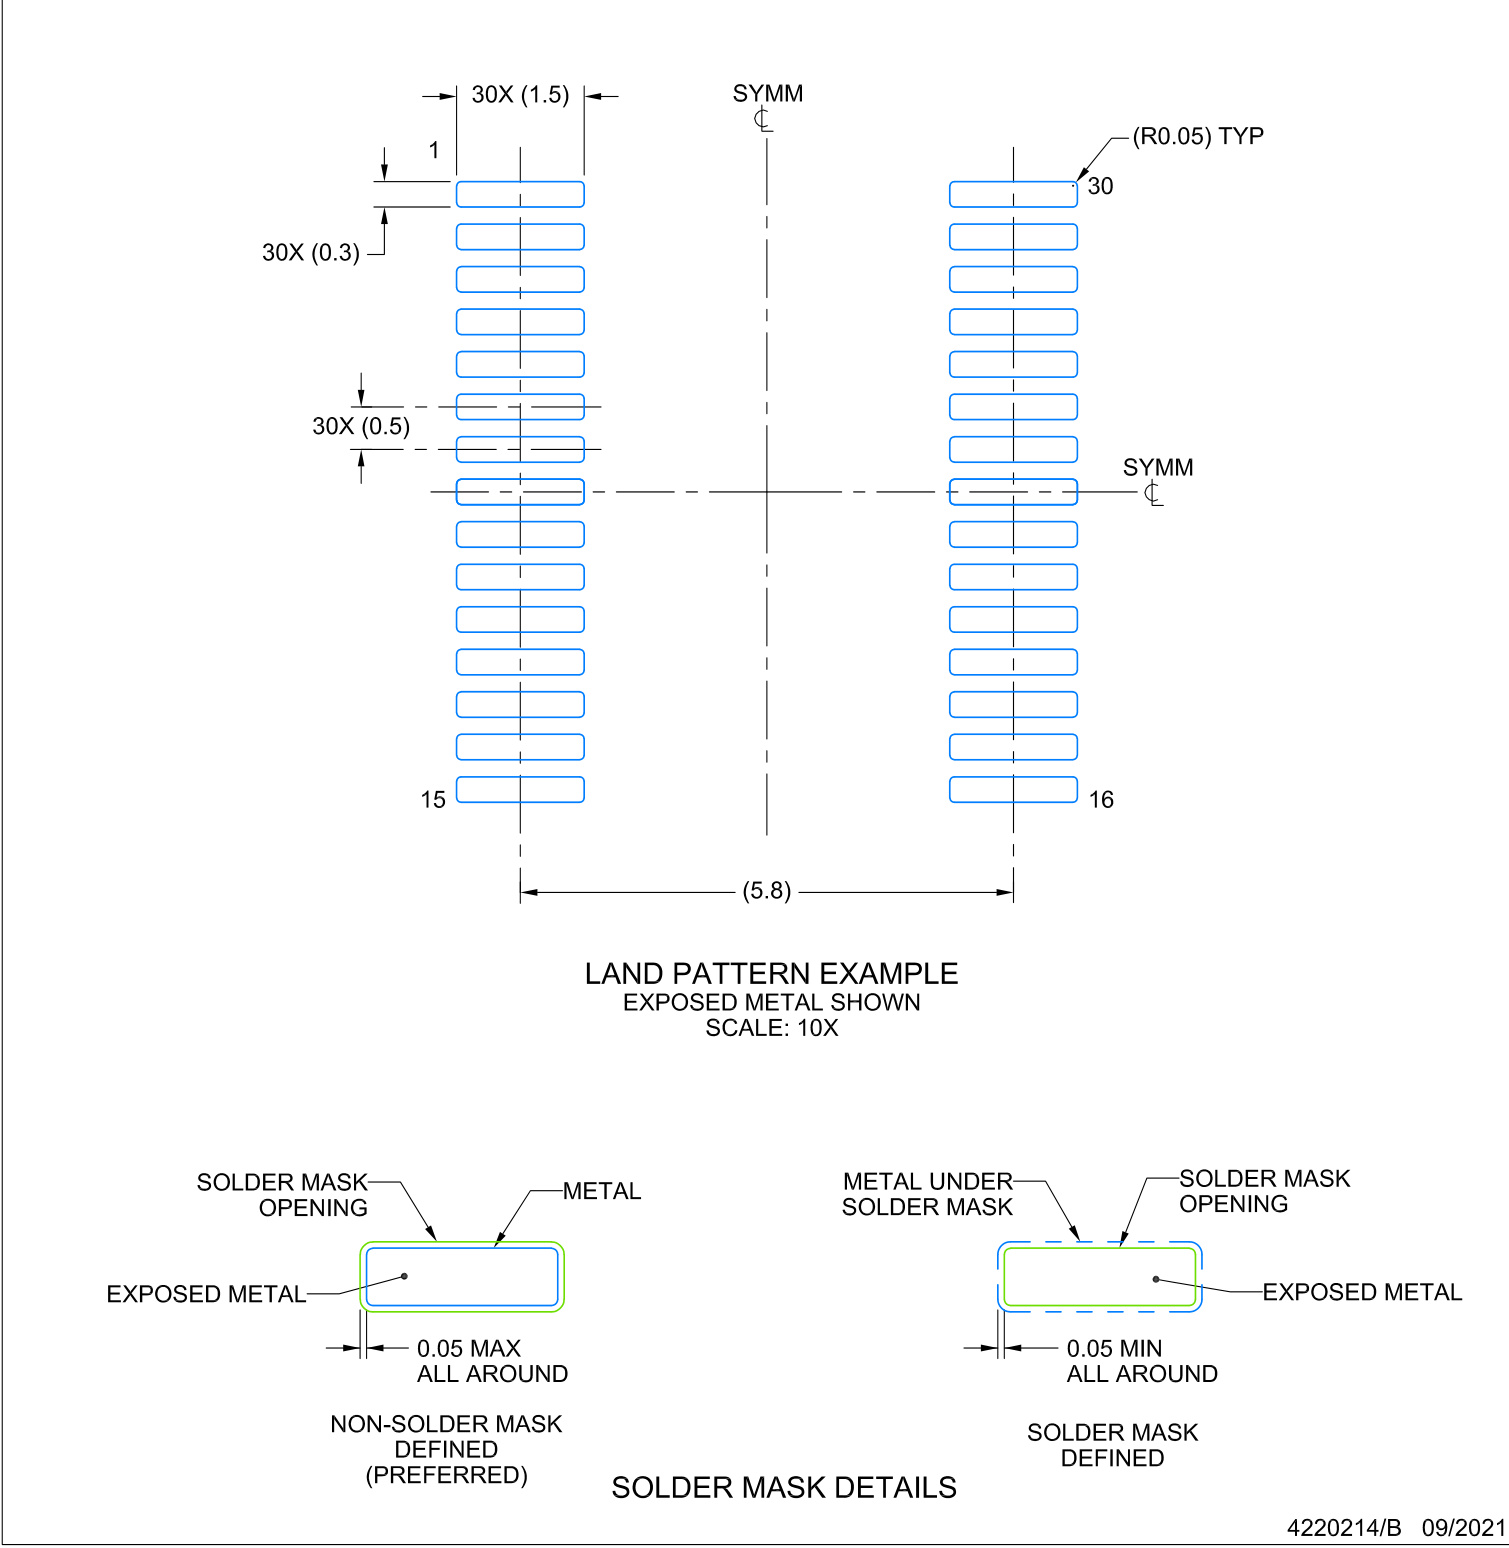 30X (1.5)
SYMM
(R0.05) TYP
1
30
30X (0.3)
30X (0.5)
SYMM
15
16
(5.8)
LAND PATTERN EXAMPLE
EXPOSED METAL SHOWN
SCALE: 10X
SOLDER MASK
OPENING
METAL
EXPOSED METAL
0.05 MAX
ALL AROUND
NON-SOLDER MASK
DEFINED
(PREFERRED)
METAL UNDER
SOLDER MASK
SOLDER MASK
OPENING
EXPOSED METAL
0.05 MIN
ALL AROUND
SOLDER MASK
DEFINED
SOLDER MASK DETAILS
4220214/B 09/2021